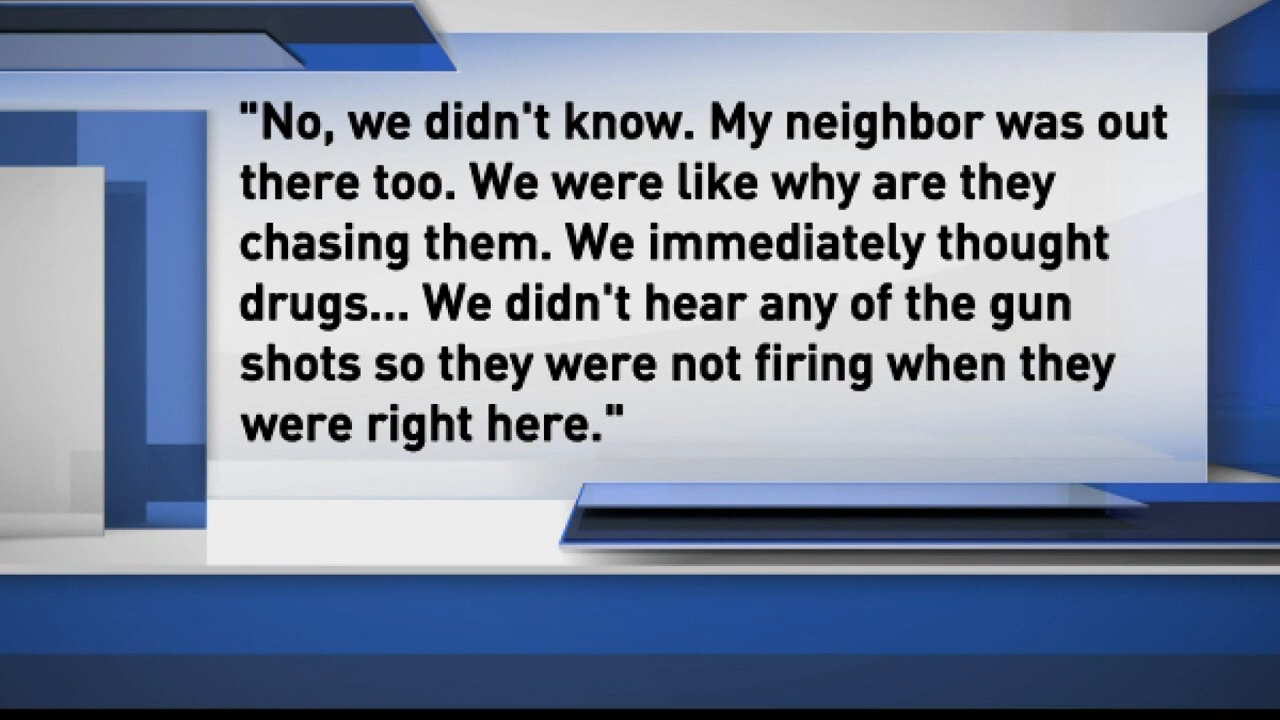 "No, we didn't know. My neighbor was out
there too. We were like why are they
chasing them. We immediately thought
drugs... We didn't hear any of the gun
shots so they were not firing when they
were right here."